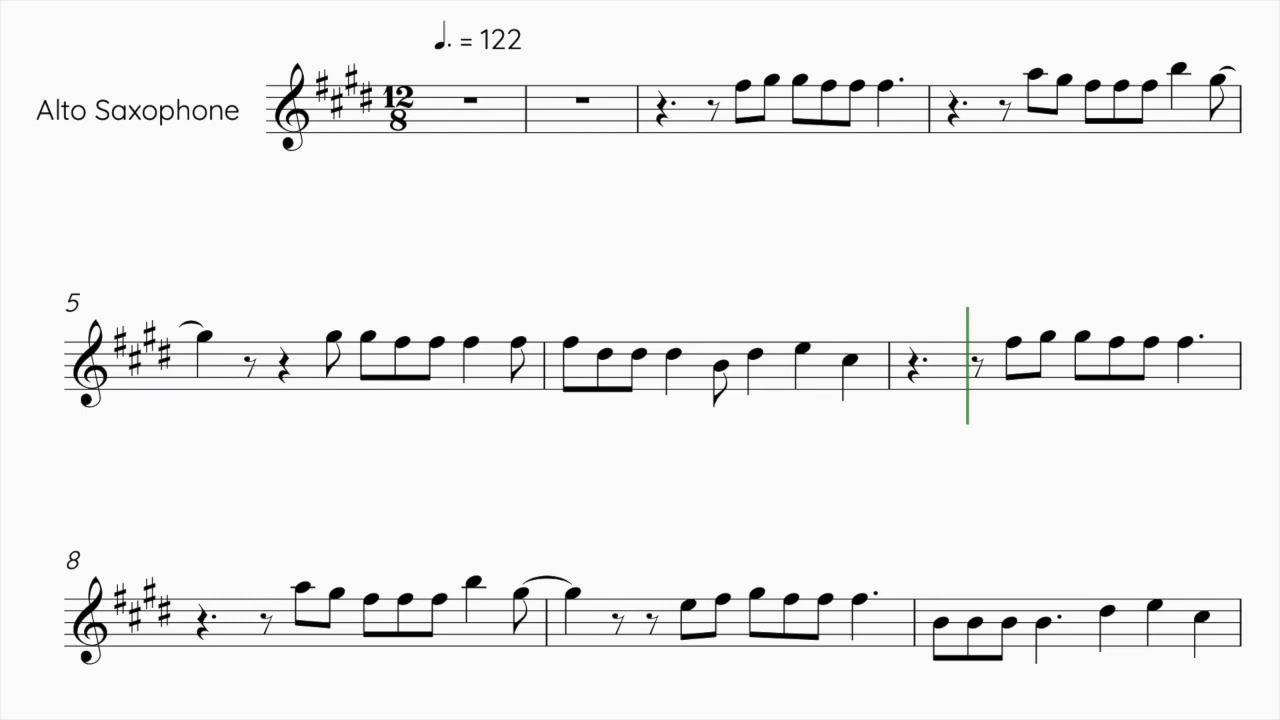 ♩. = 122
Alto Saxophone
12
8
5
8